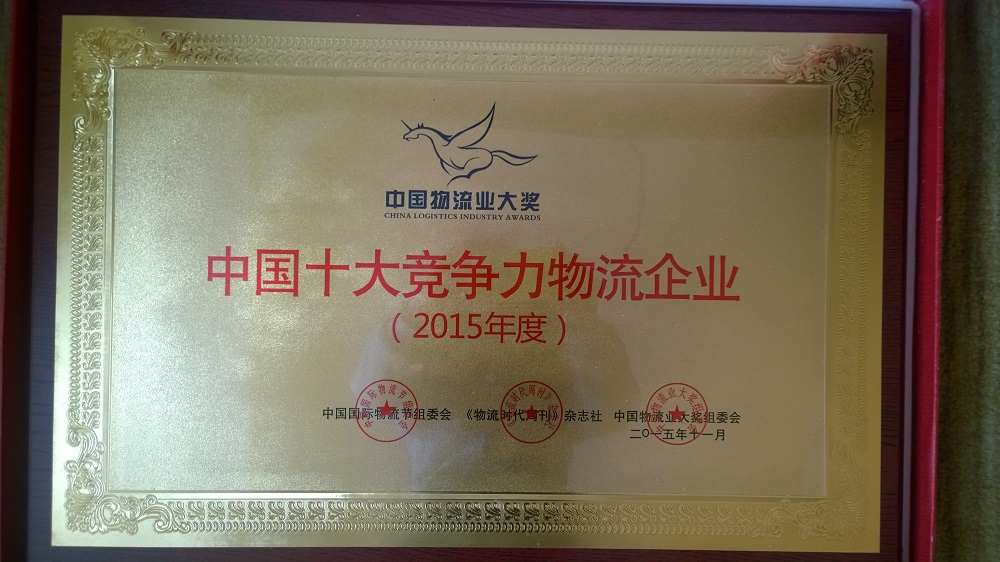 中国物流业大奖
CHINA LOGISTICS INDUSTRY AWARDS
中国十大竞争力物流企业
（2015年度）
中国国际物流节组委会 《物流时代周刊》杂志社 中国物流业大奖组委会
二〇一五年十一月